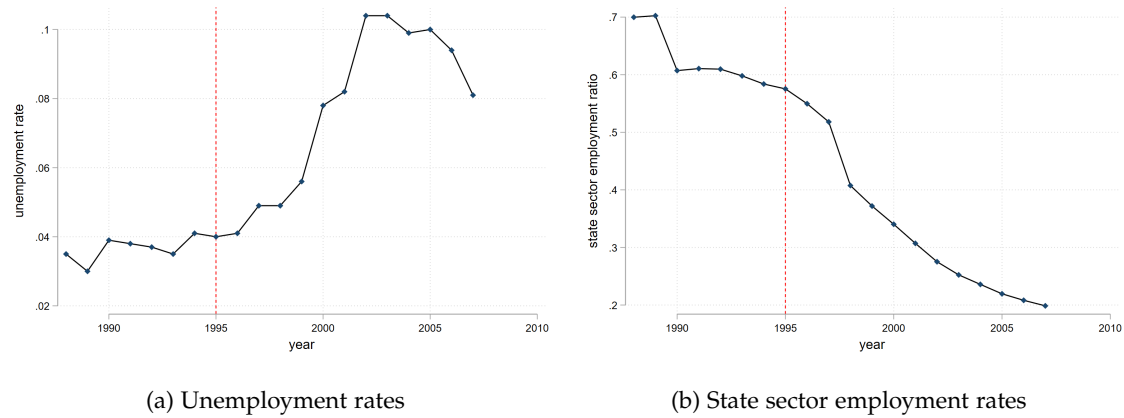 unemployment rate
.1
.08
.06
.04
.02
1990 1995 2000 2005 2010
year
(a) Unemployment rates
state sector employment ratio
.7
.6
.5
.4
.3
.2
1990 1995 2000 2005 2010
year
(b) State sector employment rates